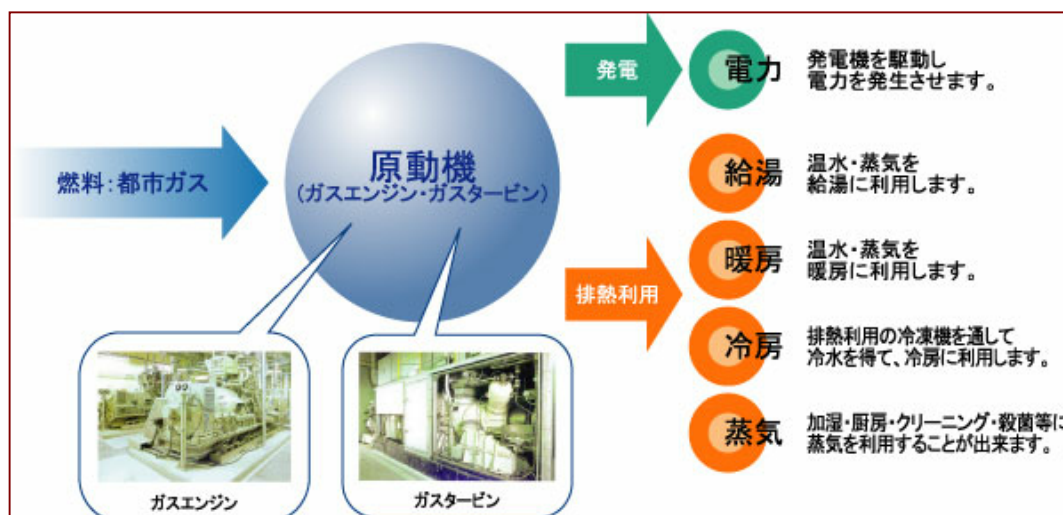 燃料:都市ガス
原動機
(ガスエンジン・ガスタービン)
ガスエンジン
ガスタービン
発電
電力
発電機を駆動し
電力を発生させます。
排熱利用
給湯
温水・蒸気を
給湯に利用します。
暖房
温水・蒸気を
暖房に利用します。
冷房
排熱利用の冷凍機を通して
冷水を得て、冷房に利用します。
蒸気
加湿・厨房・クリーニング・殺菌等に
蒸気を利用することが出来ます。